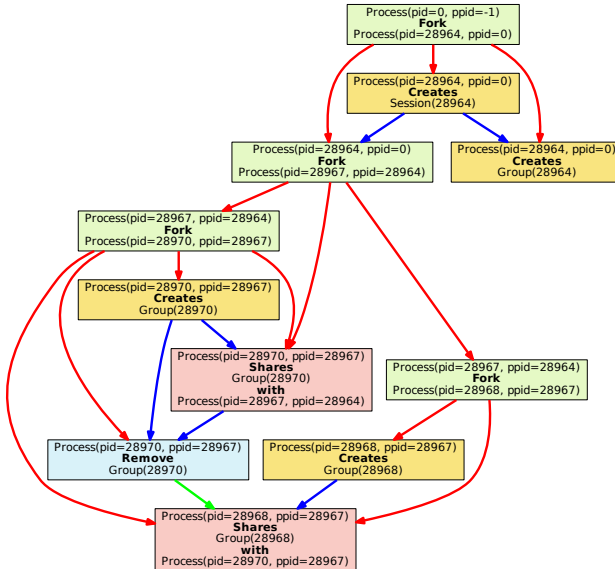 Process(pid=0, ppid=-1)
Fork
Process(pid=28964, ppid=0)
Process(pid=28964, ppid=0)
Creates
Session(28964)
Process(pid=28964, ppid=0)
Fork
Process(pid=28967, ppid=28964)
Process(pid=28964, ppid=0)
Creates
Group(28964)
Process(pid=28967, ppid=28964)
Fork
Process(pid=28970, ppid=28967)
Process(pid=28970, ppid=28967)
Creates
Group(28970)
Process(pid=28970, ppid=28967)
Shares
Group(28970)
with
Process(pid=28967, ppid=28964)
Process(pid=28967, ppid=28964)
Fork
Process(pid=28968, ppid=28967)
Process(pid=28970, ppid=28967)
Remove
Group(28970)
Process(pid=28968, ppid=28967)
Creates
Group(28968)
Process(pid=28968, ppid=28967)
Shares
Group(28968)
with
Process(pid=28970, ppid=28967)